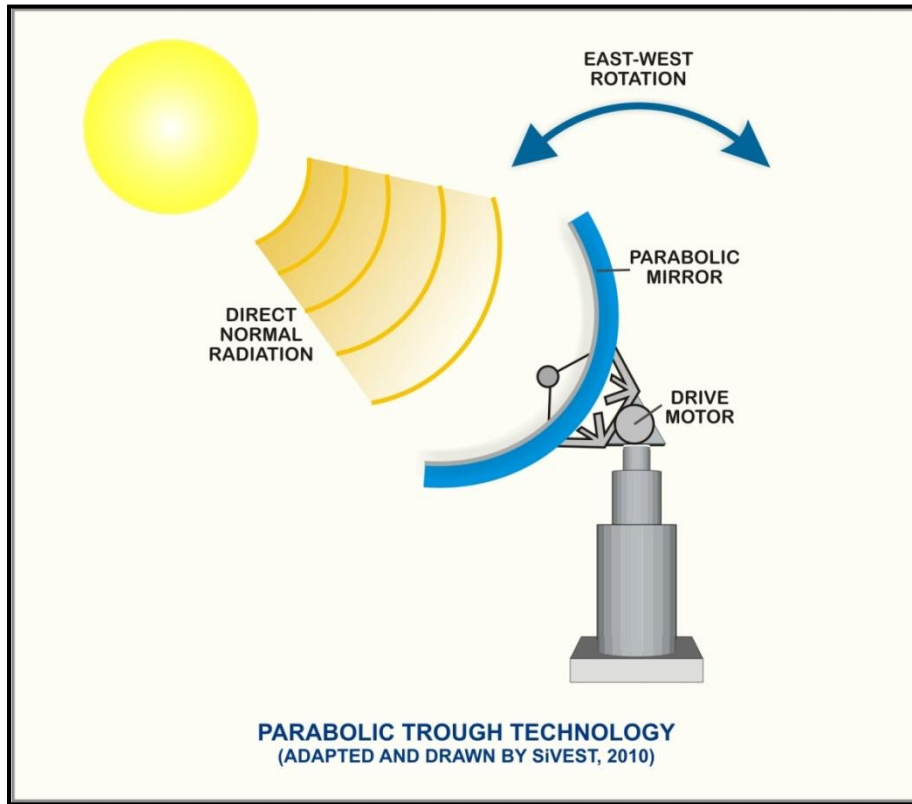 EAST-WEST
ROTATION
PARABOLIC
MIRROR
DIRECT
NORMAL
RADIATION
DRIVE
MOTOR
PARABOLIC TROUGH TECHNOLOGY
(ADAPTED AND DRAWN BY SiVEST, 2010)